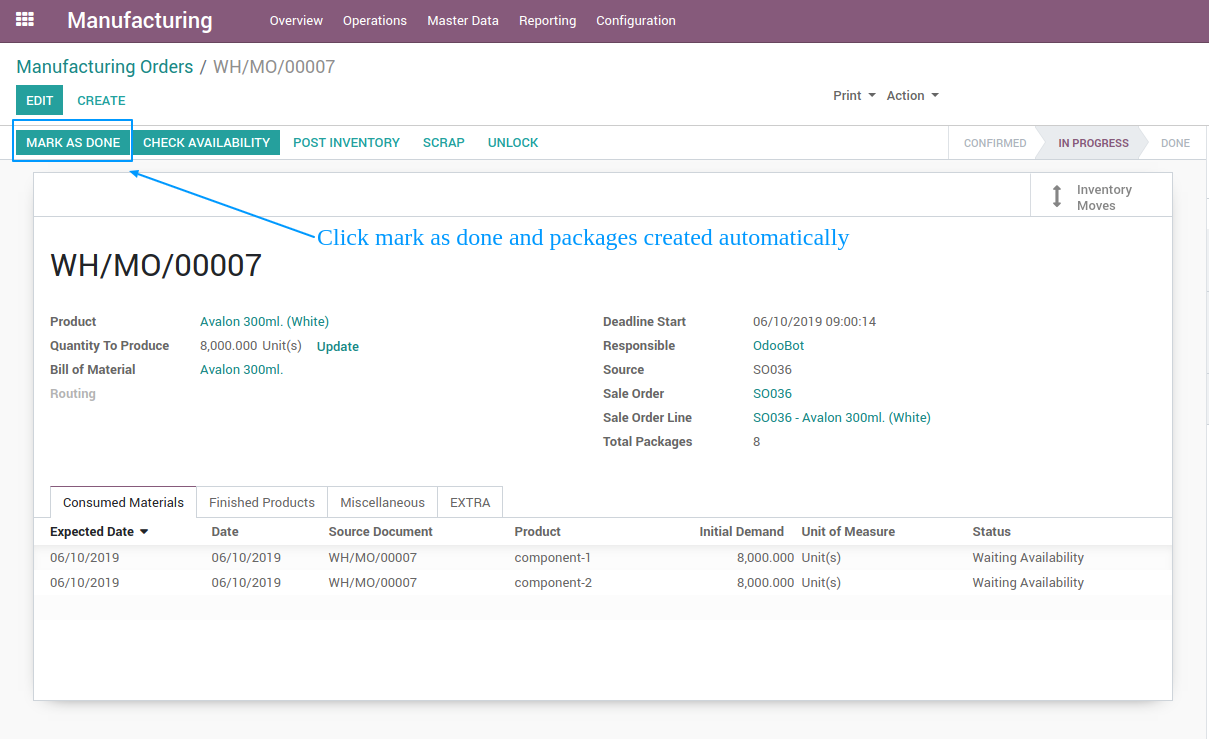 Manufacturing Overview Operations Master Data Reporting Configuration
Manufacturing Orders / WH/MO/00007
EDIT CREATE Print Action
MARK AS DONE CHECK AVAILABILITY POST INVENTORY SCRAP UNLOCK CONFIRMED IN PROGRESS DONE
Inventory
Moves
Click mark as done and packages created automatically
WH/MO/00007
Product Avalon 300ml. (White) Deadline Start 06/10/2019 09:00:14
Quantity To Produce 8,000.000 Unit(s) Update Responsible OdooBot
Bill of Material Avalon 300ml. Source SO036
Routing Sale Order SO036
Sale Order Line SO036 - Avalon 300ml. (White)
Total Packages 8
Consumed Materials Finished Products Miscellaneous EXTRA
Expected Date Date Source Document Product Initial Demand Unit of Measure Status
06/10/2019 06/10/2019 WH/MO/00007 component-1 8,000.000 Unit(s) Waiting Availability
06/10/2019 06/10/2019 WH/MO/00007 component-2 8,000.000 Unit(s) Waiting Availability